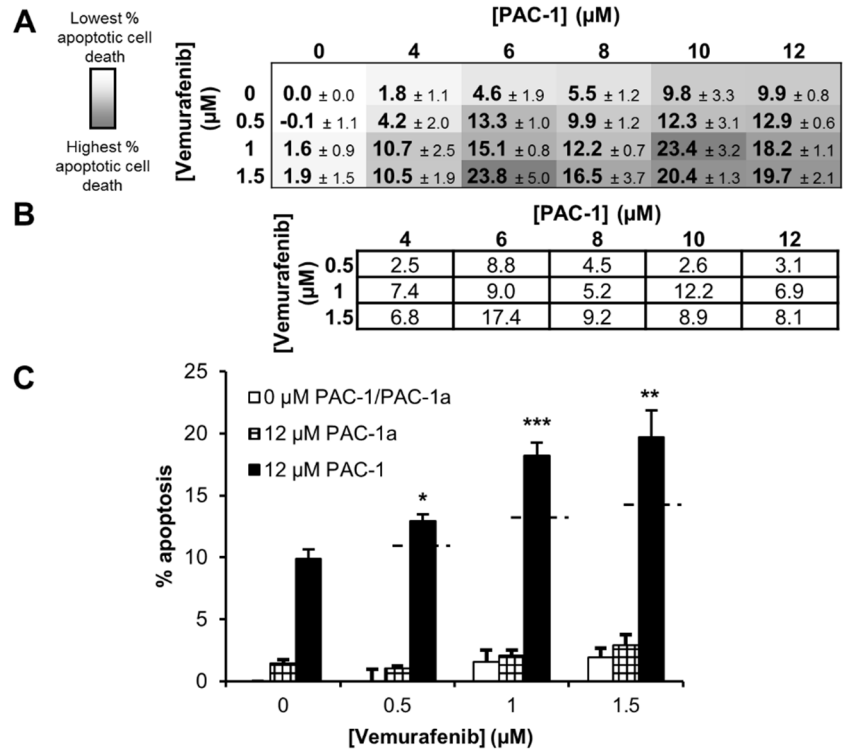 A
Lowest %
apoptotic cell
death
Highest %
apoptotic cell
death
[PAC-1] (µM)
0 4 6 8 10 12
[Vemurafenib]
(µM)
0 0.0 ± 0.0 1.8 ± 1.1 4.6 ± 1.9 5.5 ± 1.2 9.8 ± 3.3 9.9 ± 0.8
0.5 -0.1 ± 1.1 4.2 ± 2.0 13.3 ± 1.0 9.9 ± 1.2 12.3 ± 3.1 12.9 ± 0.6
1 1.6 ± 0.9 10.7 ± 2.5 15.1 ± 0.8 12.2 ± 0.7 23.4 ± 3.2 18.2 ± 1.1
1.5 1.9 ± 1.5 10.5 ± 1.9 23.8 ± 5.0 16.5 ± 3.7 20.4 ± 1.3 19.7 ± 2.1
B
[PAC-1] (µM)
4 6 8 10 12
[Vemurafenib]
(µM)
0.5 2.5 8.8 4.5 2.6 3.1
1 7.4 9.0 5.2 12.2 6.9
1.5 6.8 17.4 9.2 8.9 8.1
C
% apoptosis
25
20
15
10
5
0
0 µM PAC-1/PAC-1a
12 µM PAC-1a
12 µM PAC-1
*
***
**
0 0.5 1 1.5
[Vemurafenib] (µM)